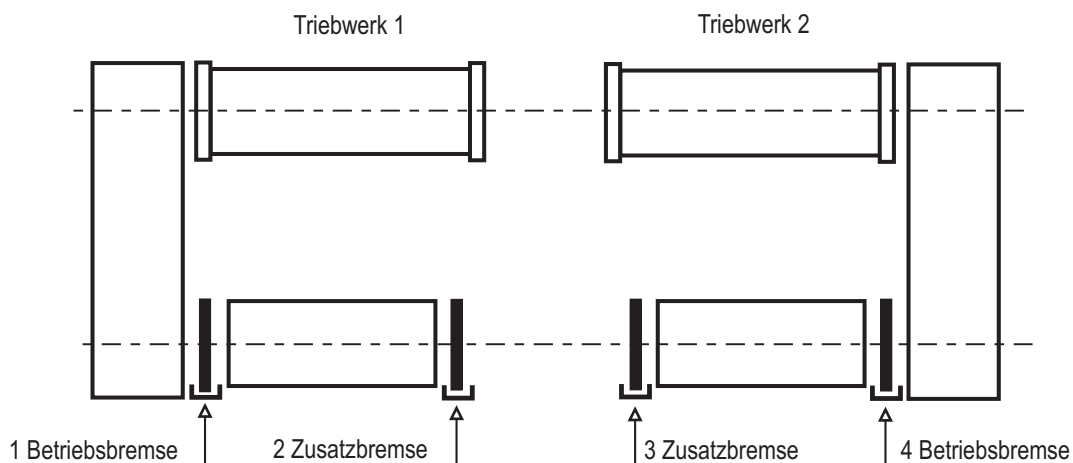 Triebwerk 1
Triebwerk 2
1 Betriebsbremse
2 Zusatzbremse
3 Zusatzbremse
4 Betriebsbremse